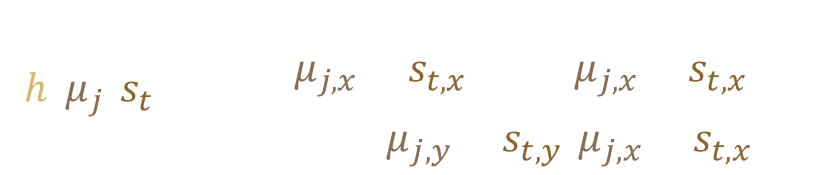 μ_{j,x} s_{t,x} μ_{j,x} s_{t,x}
h μ_j s_t
μ_{j,y} s_{t,y} μ_{j,x} s_{t,x}